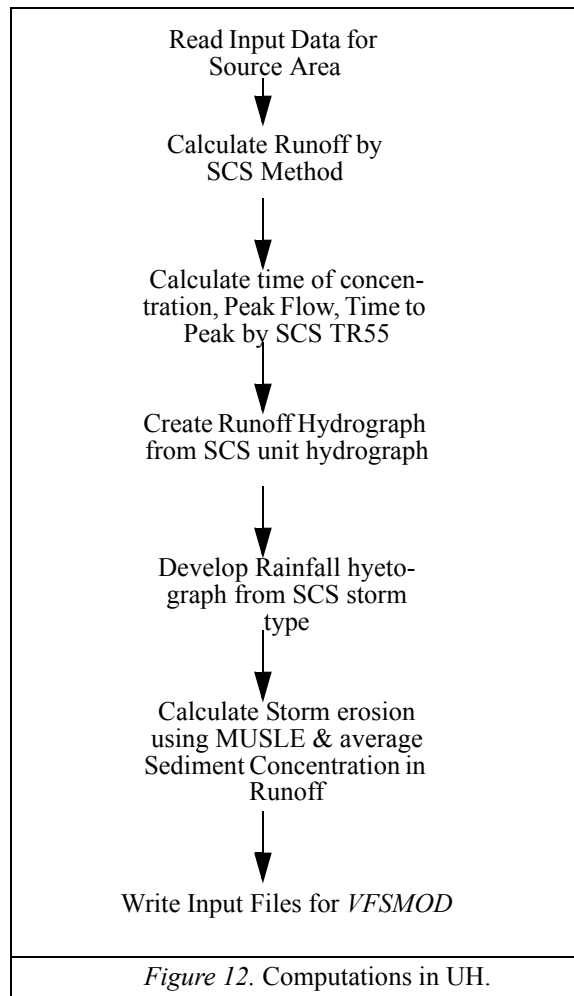 Read Input Data for
Source Area
Calculate Runoff by
SCS Method
Calculate time of concen-
tration, Peak Flow, Time to
Peak by SCS TR55
Create Runoff Hydrograph
from SCS unit hydrograph
Develop Rainfall hyeto-
graph from SCS storm
type
Calculate Storm erosion
using MUSLE & average
Sediment Concentration in
Runoff
Write Input Files for VFSMOD
Figure 12. Computations in UH.